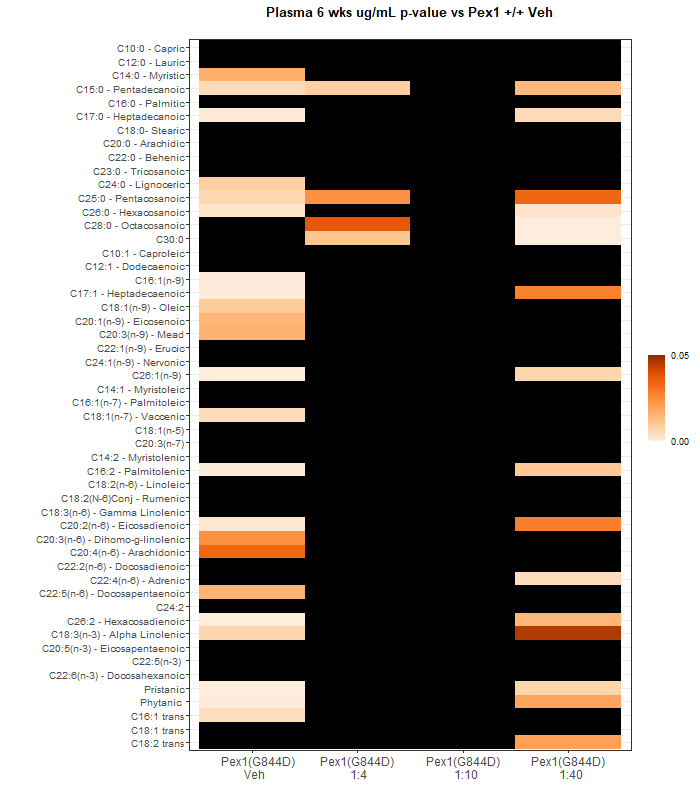 Plasma 6 wks ug/mL p-value vs Pex1 +/+ Veh
C10:0 - Capric
C12:0 - Lauric
C14:0 - Myristic
C15:0 - Pentadecanoic
C16:0 - Palmitic
C17:0 - Heptadecanoic
C18:0- Stearic
C20:0 - Arachidic
C22:0 - Behenic
C23:0 - Tricosanoic
C24:0 - Lignoceric
C25:0 - Pentacosanoic
C26:0 - Hexacosanoic
C28:0 - Octacosanoic
C30:0
C10:1 - Caproleic
C12:1 - Dodecaenoic
C16:1(n-9)
C17:1 - Heptadecaenoic
C18:1(n-9) - Oleic
C20:1(n-9) - Eicosenoic
C20:3(n-9) - Mead
C22:1(n-9) - Erucic
C24:1(n-9) - Nervonic
C26:1(n-9)
C14:1 - Myristoleic
C16:1(n-7) - Palmitoleic
C18:1(n-7) - Vaccenic
C18:1(n-5)
C20:3(n-7)
C14:2 - Myristolenic
C16:2 - Palmitolenic
C18:2(n-6) - Linoleic
C18:2(N-6)Conj - Rumenic
C18:3(n-6) - Gamma Linolenic
C20:2(n-6) - Eicosadienoic
C20:3(n-6) - Dihomo-g-linolenic
C20:4(n-6) - Arachidonic
C22:2(n-6) - Docosadienoic
C22:4(n-6) - Adrenic
C22:5(n-6) - Docosapentaenoic
C24:2
C26:2 - Hexacosadienoic
C18:3(n-3) - Alpha Linolenic
C20:5(n-3) - Eicosapentaenoic
C22:5(n-3)
C22:6(n-3) - Docosahexanoic
Pristanic
Phytanic
C16:1 trans
C18:1 trans
C18:2 trans
Pex1(G844D) Pex1(G844D) Pex1(G844D) Pex1(G844D)
Veh 1:4 1:10 1:40
0.05
0.00